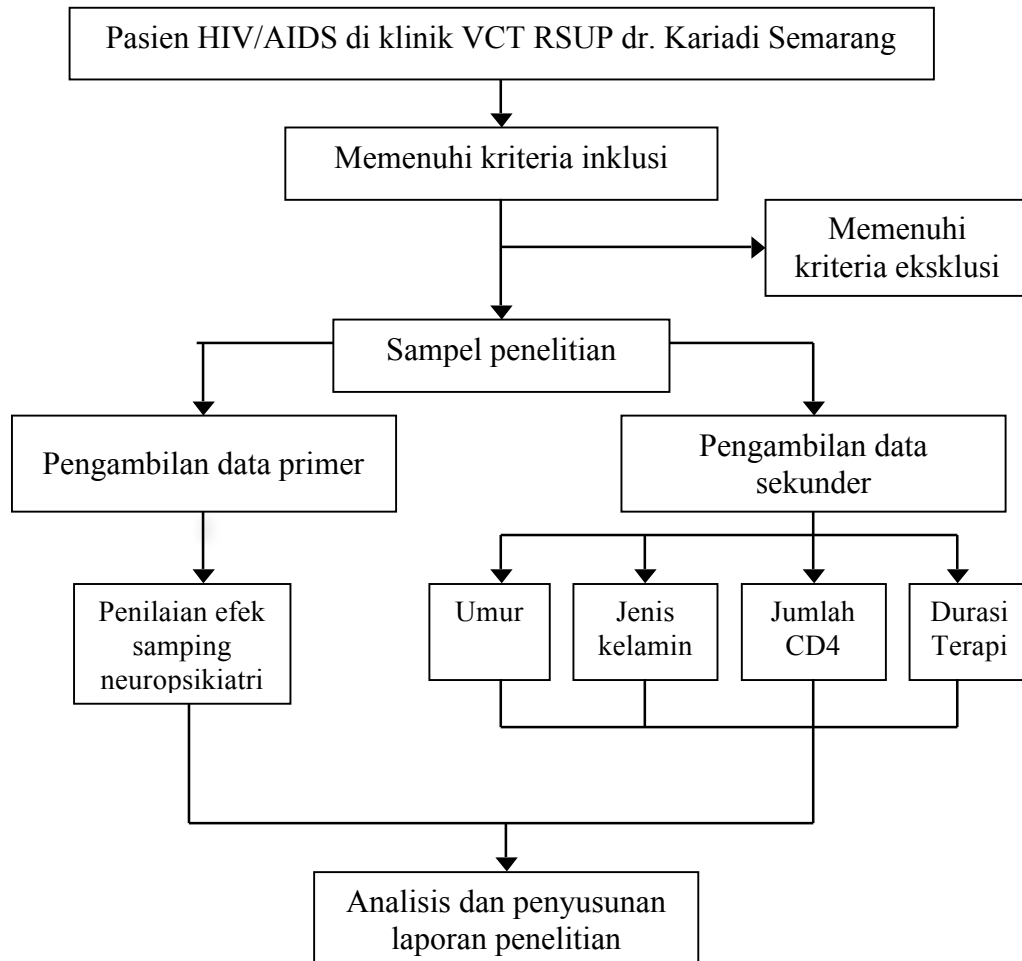 Pasien HIV/AIDS di klinik VCT RSUP dr. Kariadi Semarang
Memenuhi kriteria inklusi
Memenuhi
kriteria eksklusi
Sampel penelitian
Pengambilan data primer
Pengambilan data
sekunder
Penilaian efek
samping
neuropsikiatri
Umur
Jenis
kelamin
Jumlah
CD4
Durasi
Terapi
Analisis dan penyusunan
laporan penelitian